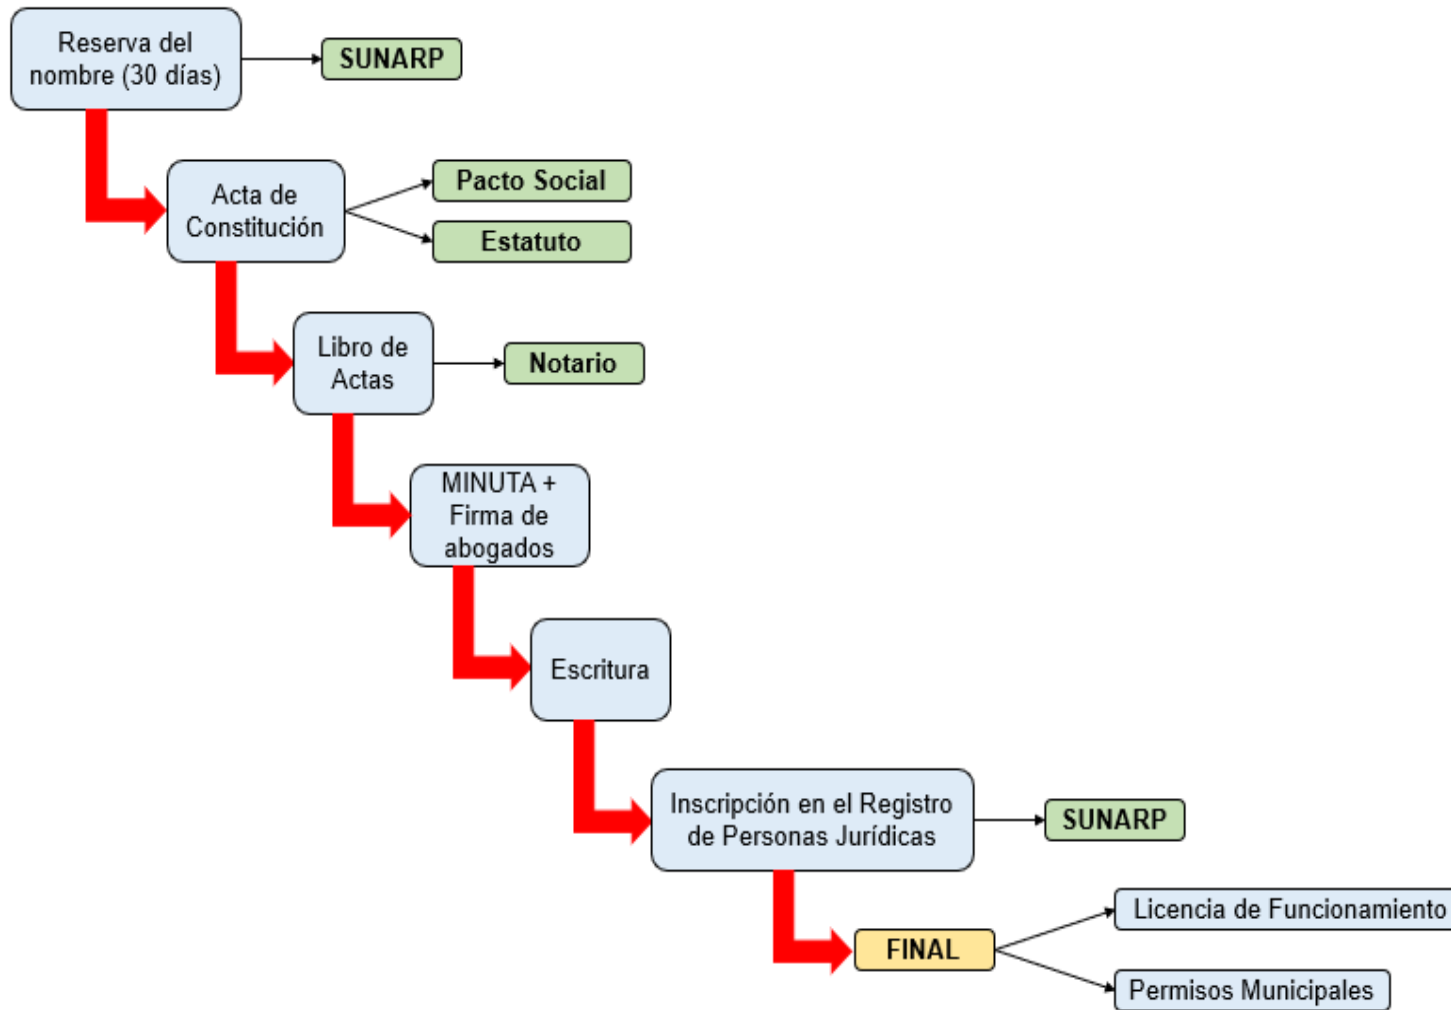 Reserva del
nombre (30 días)
SUNARP
Acta de
Constitución
Pacto Social
Estatuto
Libro de
Actas
Notario
MINUTA +
Firma de
abogados
Escritura
Inscripción en el Registro
de Personas Jurídicas
SUNARP
FINAL
Licencia de Funcionamiento
Permisos Municipales